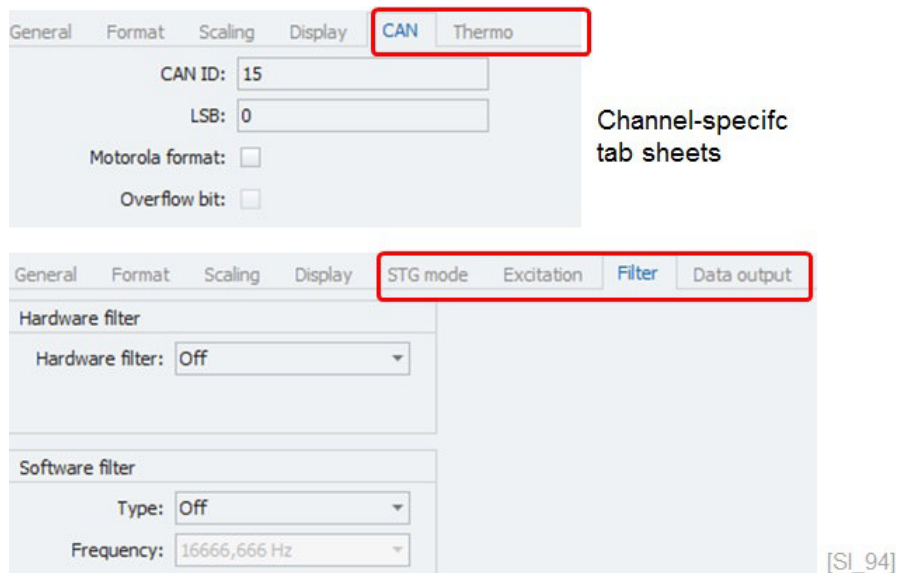 General Format Scaling Display CAN Thermo
CAN ID: 15
LSB: 0
Motorola format:
Overflow bit:
Channel-specifc
tab sheets
General Format Scaling Display STG mode Excitation Filter Data output
Hardware filter
Hardware filter: Off
Software filter
Type: Off
Frequency: 16666,666 Hz
[SI_94]